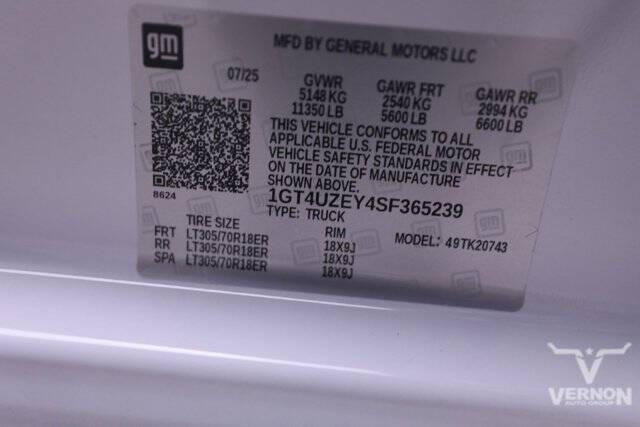 gm
MFD BY GENERAL MOTORS LLC
07/25 GVWR GAWR FRT GAWR RR
5148 KG 2540 KG 2994 KG
11350 LB 5600 LB 6600 LB
THIS VEHICLE CONFORMS TO ALL
APPLICABLE U.S. FEDERAL MOTOR
VEHICLE SAFETY STANDARDS IN EFFECT
ON THE DATE OF MANUFACTURE
SHOWN ABOVE.
8624
1GT4UZEY4SF365239
TYPE: TRUCK
TIRE SIZE RIM MODEL: 49TK20743
FRT LT305/70R18ER 18X9J
RR LT305/70R18ER 18X9J
SPA LT305/70R18ER 18X9J
VERNON
AUTO GROUP